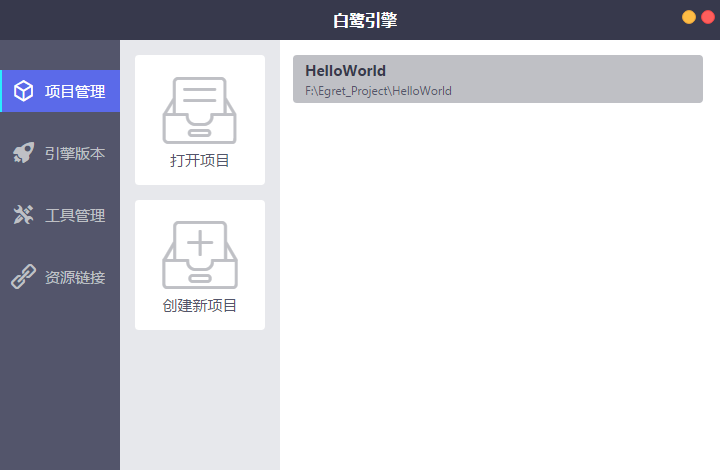 白鹭引擎
项目管理
引擎版本
工具管理
资源链接
打开项目
创建新项目
HelloWorld
F:\Egret_Project\HelloWorld